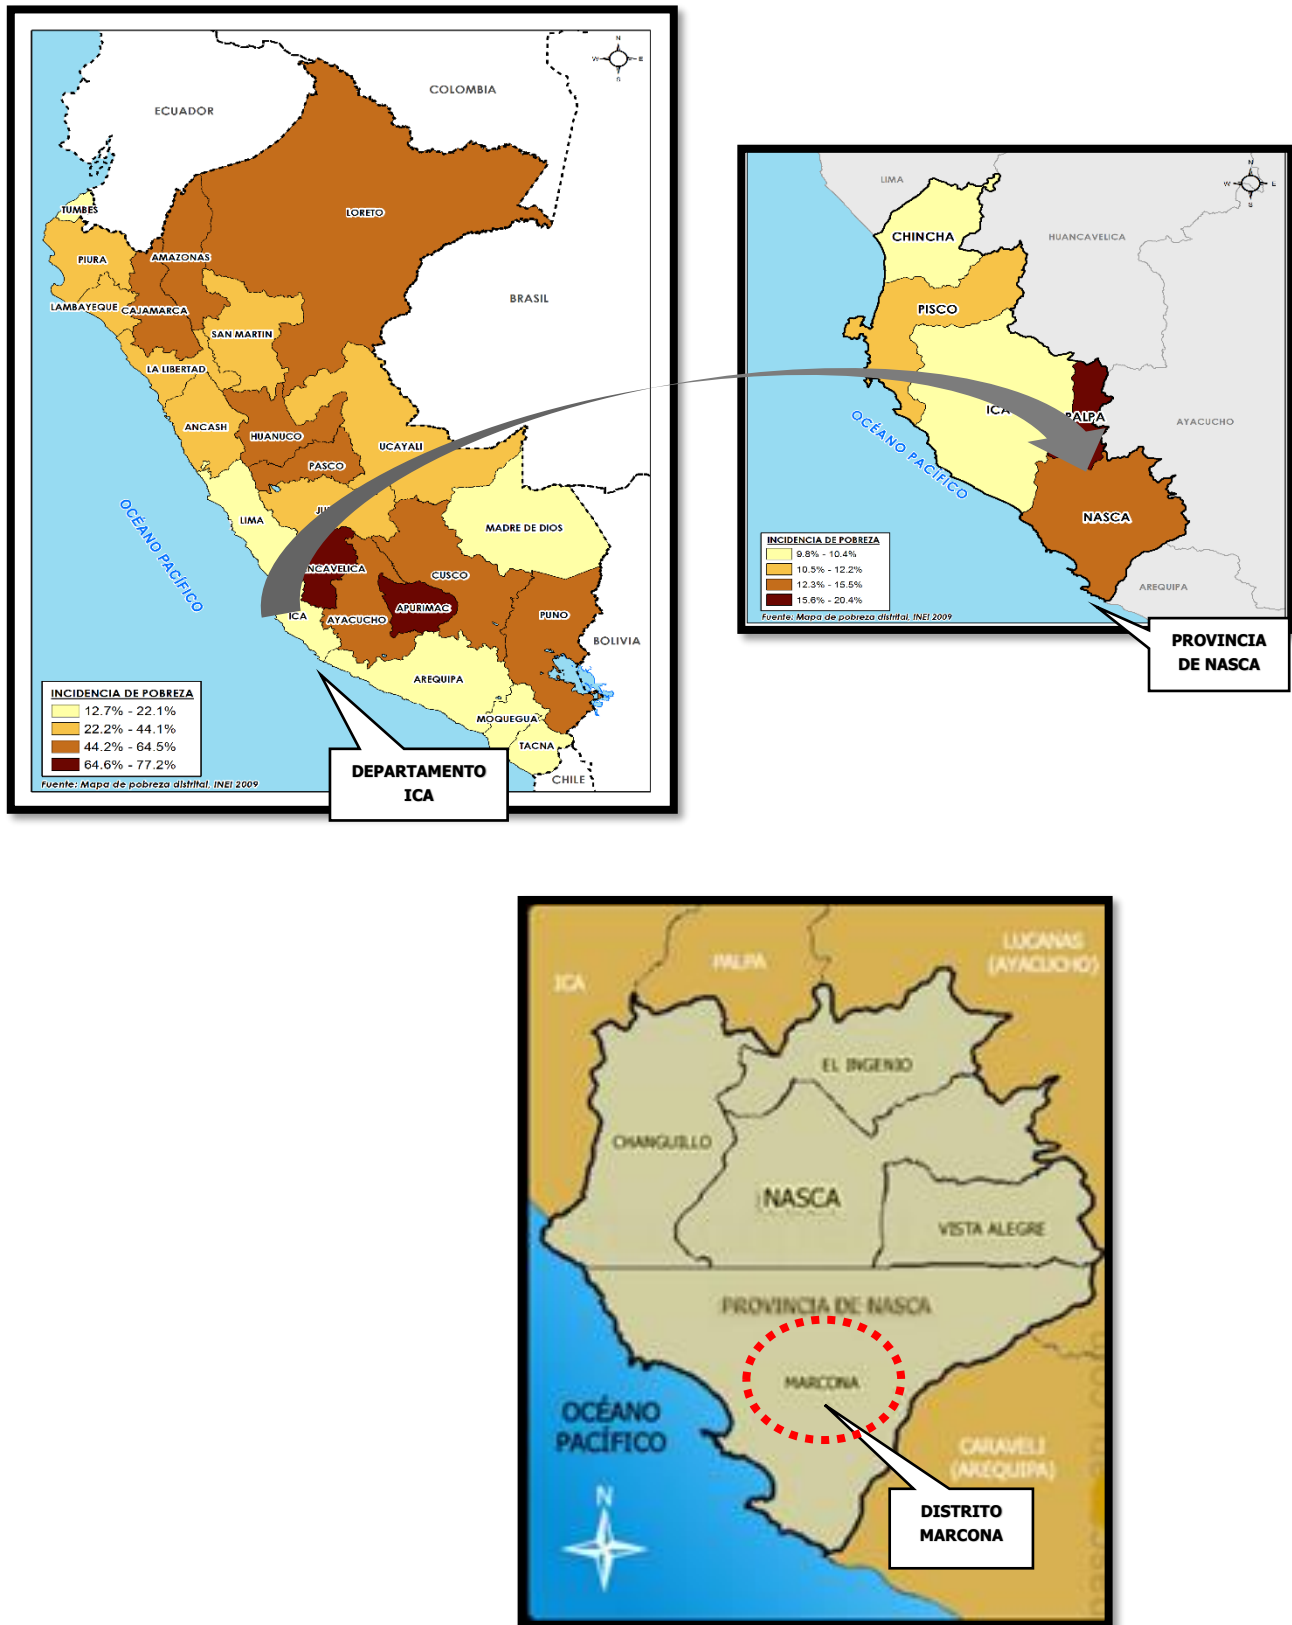 N
W
E
S
COLOMBIA
ECUADOR
TUMBES
LORETO
AMAZONAS
PIURA
BRASIL
LAMBAYEQUE
CAJAMARCA
SAN MARTIN
LA LIBERTAD
ANCASH
HUANUCO
UCAYALI
PASCO
OCÉANO PACÍFICO
LIMA
JU
MADRE DE DIOS
NCAVELICA
CUSCO
APURIMAC
ICA
AYACUCHO
PUNO
BOLIVIA
AREQUIPA
MOQUEGUA
TACNA
CHILE
INCIDENCIA DE POBREZA
12.7% - 22.1%
22.2% - 44.1%
44.2% - 64.5%
64.6% - 77.2%
Fuente: Mapa de pobreza distrital, INEI 2009
DEPARTAMENTO
ICA
LIMA
N
W
E
S
CHINCHA
HUANCAVELICA
PISCO
ICA
PALPA
AYACUCHO
OCÉANO PACÍFICO
NASCA
INCIDENCIA DE POBREZA
9.8% - 10.4%
10.5% - 12.2%
12.3% - 15.5%
15.6% - 20.4%
AREQUIPA
Fuente: Mapa de pobreza distrital, INEI 2009
PROVINCIA
DE NASCA
LUCANAS
(AYACUCHO)
PALPA
ICA
EL INGENIO
CHANGUILLO
NASCA
VISTA ALEGRE
PROVINCIA DE NASCA
MARCONA
OCÉANO
PACÍFICO
CARAVELI
(AREQUIPA)
N
DISTRITO
MARCONA